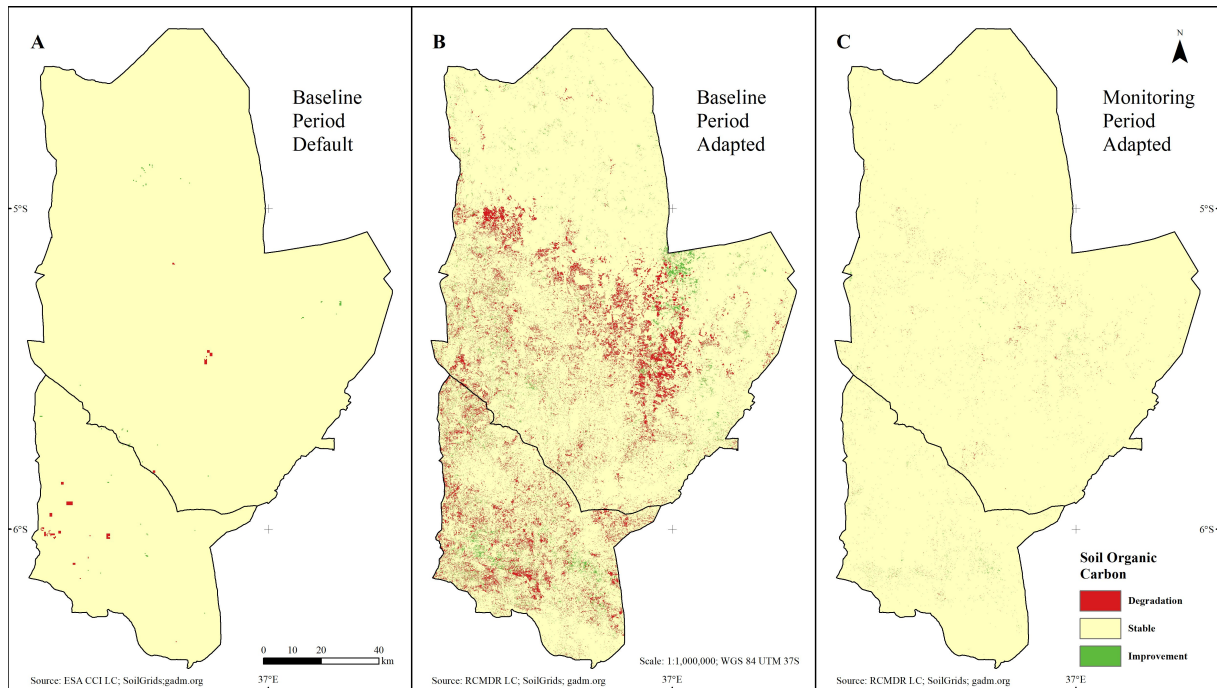 A
Baseline
Period
Default
5°S
6°S
0 10 20 40
km
Source: ESA CCI LC; SoilGrids;gadm.org
37°E
B
Baseline
Period
Adapted
5°S
6°S
Scale: 1:1,000,000; WGS 84 UTM 37S
Source: RCMDR LC; SoilGrids; gadm.org
37°E
C
N
Monitoring
Period
Adapted
5°S
6°S
Soil Organic
Carbon
Degradation
Stable
Improvement
Source: RCMDR LC; SoilGrids; gadm.org
37°E